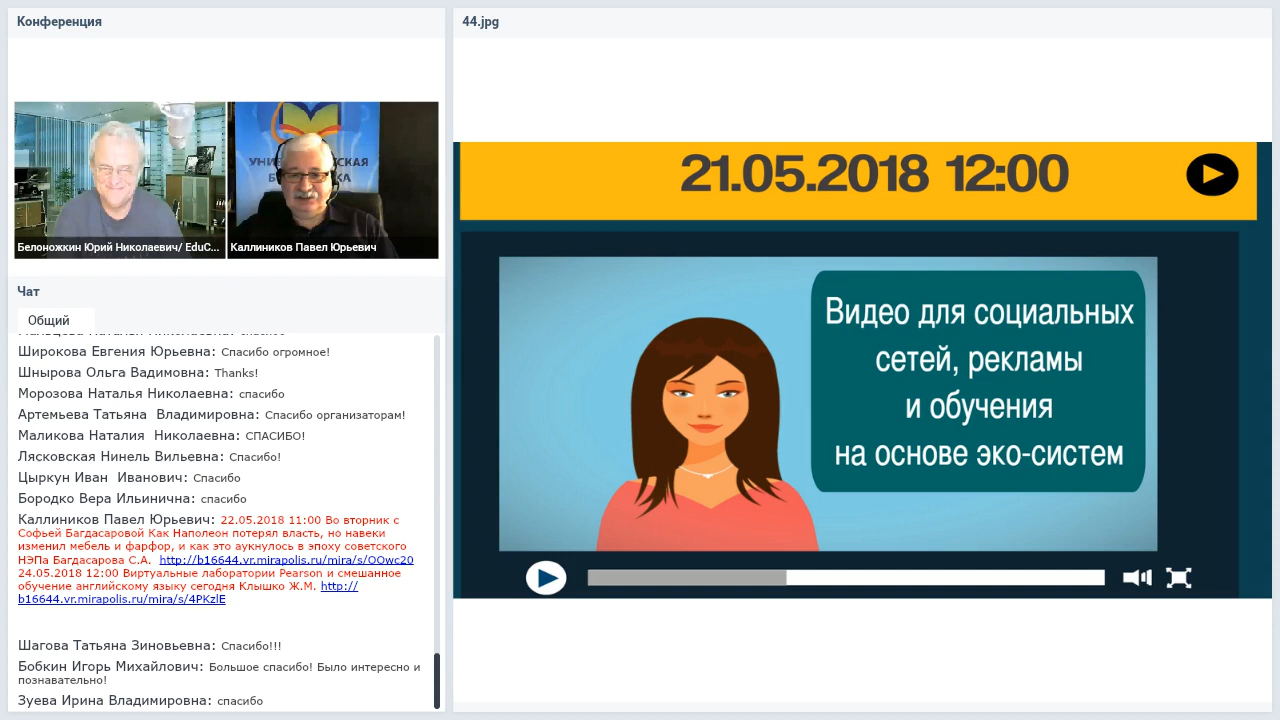 Конференция
Белоножкин Юрий Николаевич/ EduC...
Каллиников Павел Юрьевич
Чат
Общий
Широкова Евгения Юрьевна: Спасибо огромное!
Шнырова Ольга Вадимовна: Thanks!
Морозова Наталья Николаевна: спасибо
Артемьева Татьяна  Владимировна: Спасибо организаторам!
Маликова Наталия  Николаевна: СПАСИБО!
Лясковская Нинель Вильевна: Спасибо!
Цыркун Иван  Иванович: Спасибо
Бородко Вера Ильинична: спасибо
Каллиников Павел Юрьевич: 22.05.2018 11:00 Во вторник с
Софьей Багдасаровой Как Наполеон потерял власть, но навеки
изменил мебель и фарфор, и как это аукнулось в эпоху советского
НЭПа Багдасарова С.А.  http://b16644.vr.mirapolis.ru/mira/s/OOwc20
24.05.2018 12:00 Виртуальные лаборатории Pearson и смешанное
обучение английскому языку сегодня Клышко Ж.М. http://
b16644.vr.mirapolis.ru/mira/s/4PKzlE
Шагова Татьяна Зиновьевна: Спасибо!!!
Бобкин Игорь Михайлович: Большое спасибо! Было интересно и
познавательно!
Зуева Ирина Владимировна: спасибо
44.jpg
21.05.2018 12:00
Видео для социальных
сетей, рекламы
и обучения
на основе эко-систем